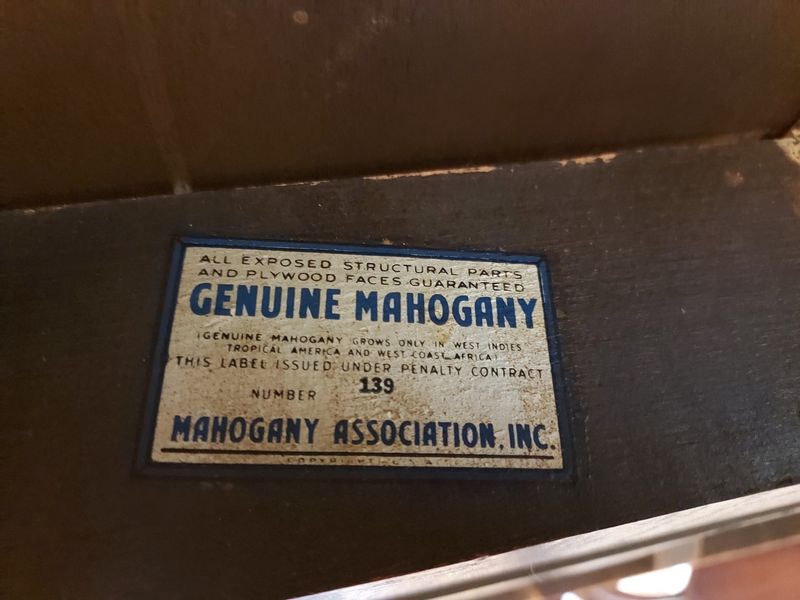 ALL EXPOSED STRUCTURAL PARTS
AND PLYWOOD FACES GUARANTEED
GENUINE MAHOGANY
(GENUINE MAHOGANY GROWS ONLY IN WEST INDIES
TROPICAL AMERICA AND WEST COAST AFRICA)
THIS LABEL ISSUED UNDER PENALTY CONTRACT
NUMBER 139
MAHOGANY ASSOCIATION, INC.